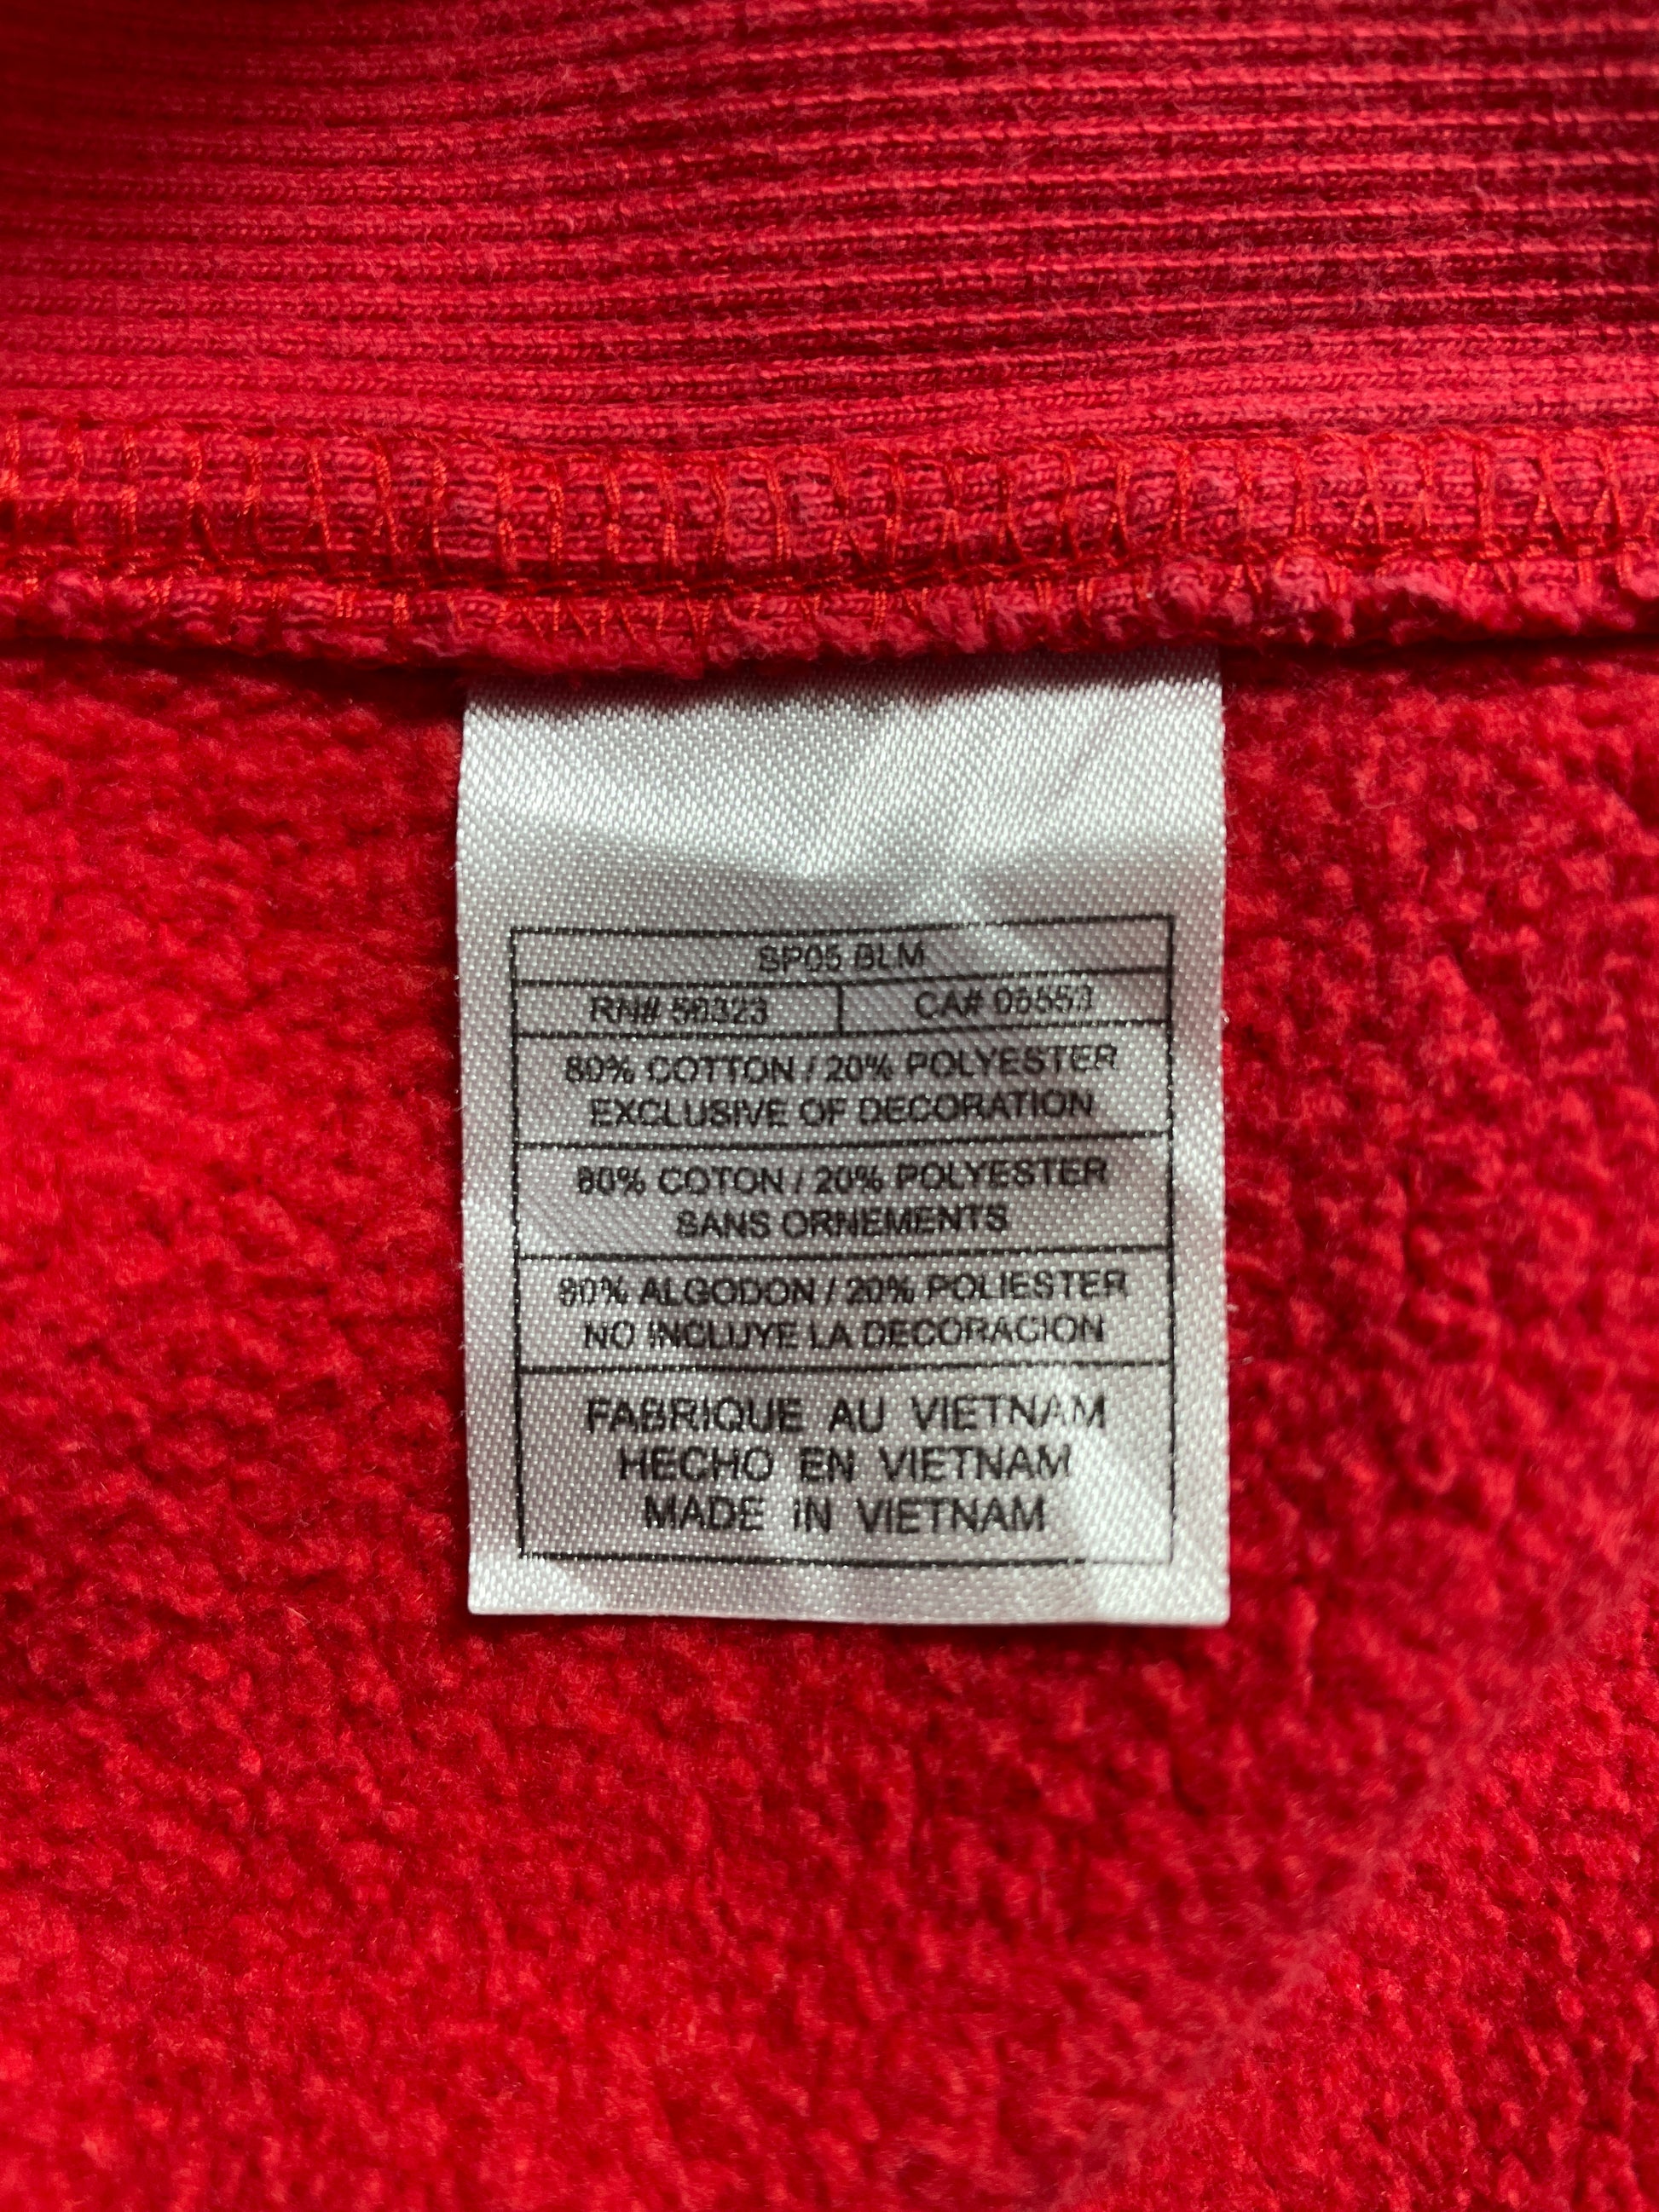 SP05 BLM
RN# 56323 CA# 05553
80% COTTON / 20% POLYESTER
EXCLUSIVE OF DECORATION
80% COTON / 20% POLYESTER
SANS ORNEMENTS
80% ALGODON / 20% POLIESTER
NO INCLUYE LA DECORACION
FABRIQUE AU VIETNAM
HECHO EN VIETNAM
MADE IN VIETNAM